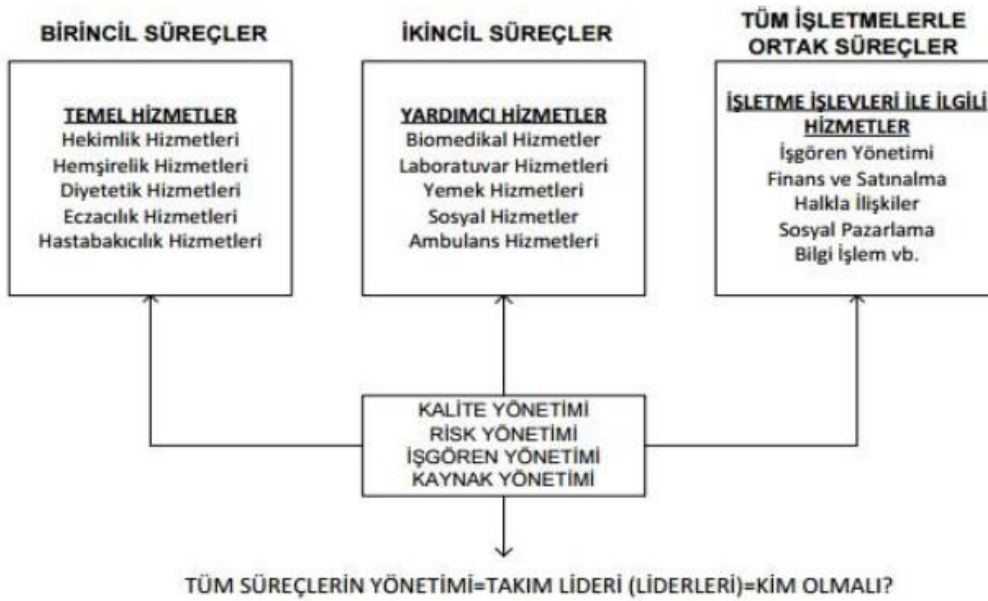 BİRİNCİL SÜREÇLER
TEMEL HİZMETLER
Hekimlik Hizmetleri
Hemşirelik Hizmetleri
Diyetetik Hizmetleri
Eczacılık Hizmetleri
Hastabakıcılık Hizmetleri
İKİNCİL SÜREÇLER
YARDIMCI HİZMETLER
Biomedikal Hizmetler
Laboratuvar Hizmetleri
Yemek Hizmetleri
Sosyal Hizmetler
Ambulans Hizmetleri
TÜM İŞLETMELERLE
ORTAK SÜREÇLER
İŞLETME İŞLEVLERİ İLE İLGİLİ
HİZMETLER
İşgören Yönetimi
Finans ve Satınalma
Halkla İlişkiler
Sosyal Pazarlama
Bilgi İşlem vb.
KALİTE YÖNETİMİ
RİSK YÖNETİMİ
İŞGÖREN YÖNETİMİ
KAYNAK YÖNETİMİ
TÜM SÜREÇLERİN YÖNETİMİ=TAKIM LİDERİ (LİDERLERİ)=KİM OLMALI?